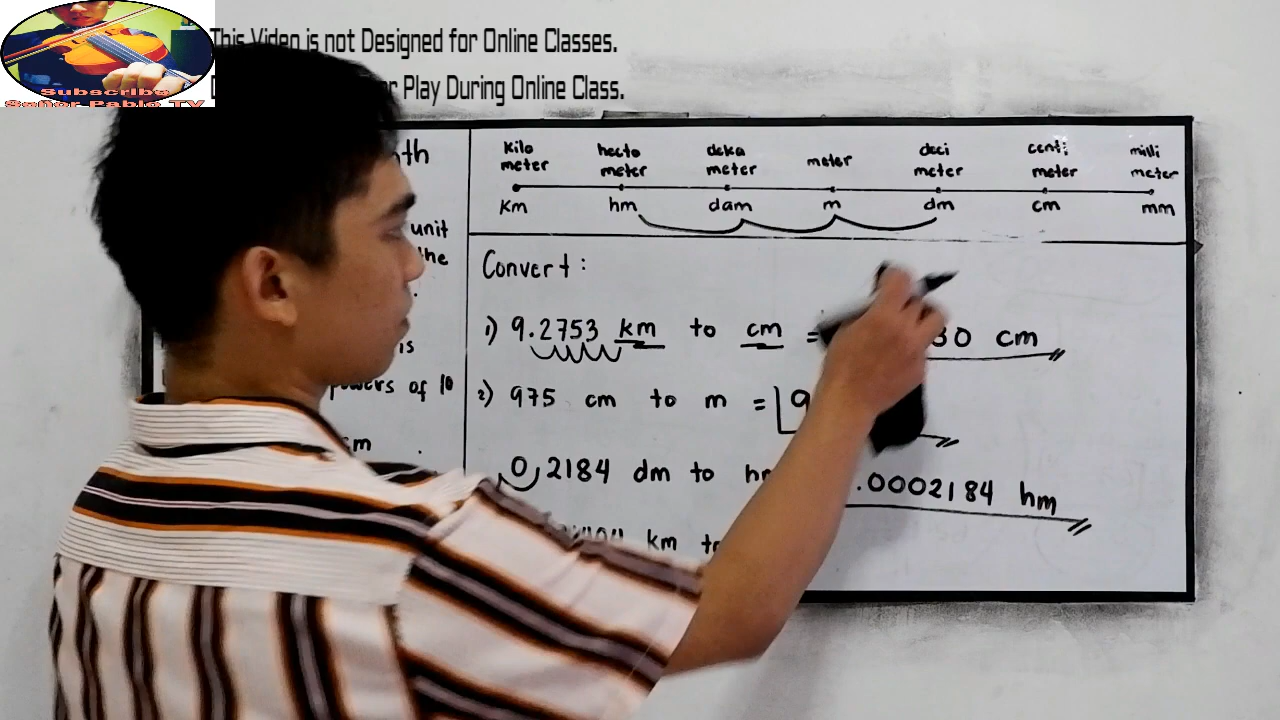 This Video is not Designed for Online Classes.
Play During Online Class.
Subscribe
Señor Pablo TV
unit
the
is
powers of 10
kilo meter hecto meter deka meter meter deci meter centi meter milli meter
Km hm dam m dm cm mm
Convert:
1) 9.2753 km to cm = 30 cm
2) 975 cm to m = 9
0.2184 dm to .0002184 hm
km